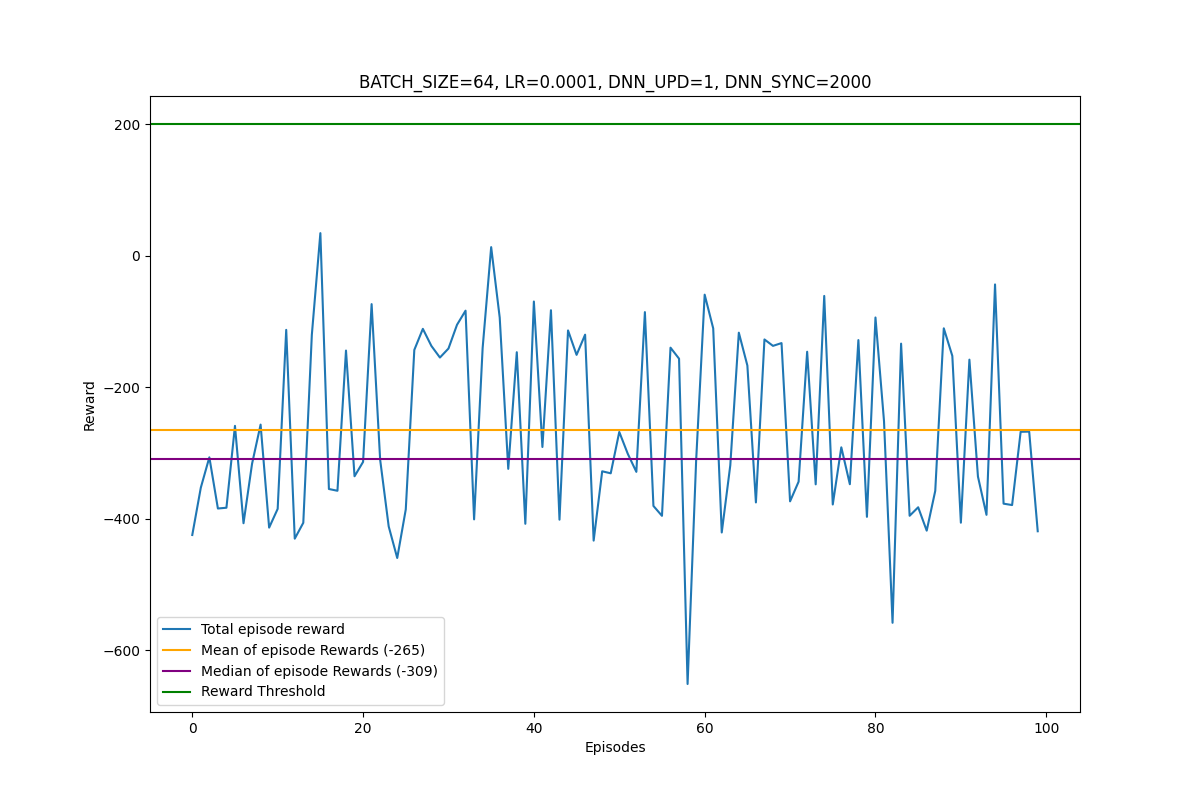 BATCH_SIZE=64, LR=0.0001, DNN_UPD=1, DNN_SYNC=2000
200
0
−200
−400
−600
Reward
Total episode reward
Mean of episode Rewards (-265)
Median of episode Rewards (-309)
Reward Threshold
0 20 40 60 80 100
Episodes